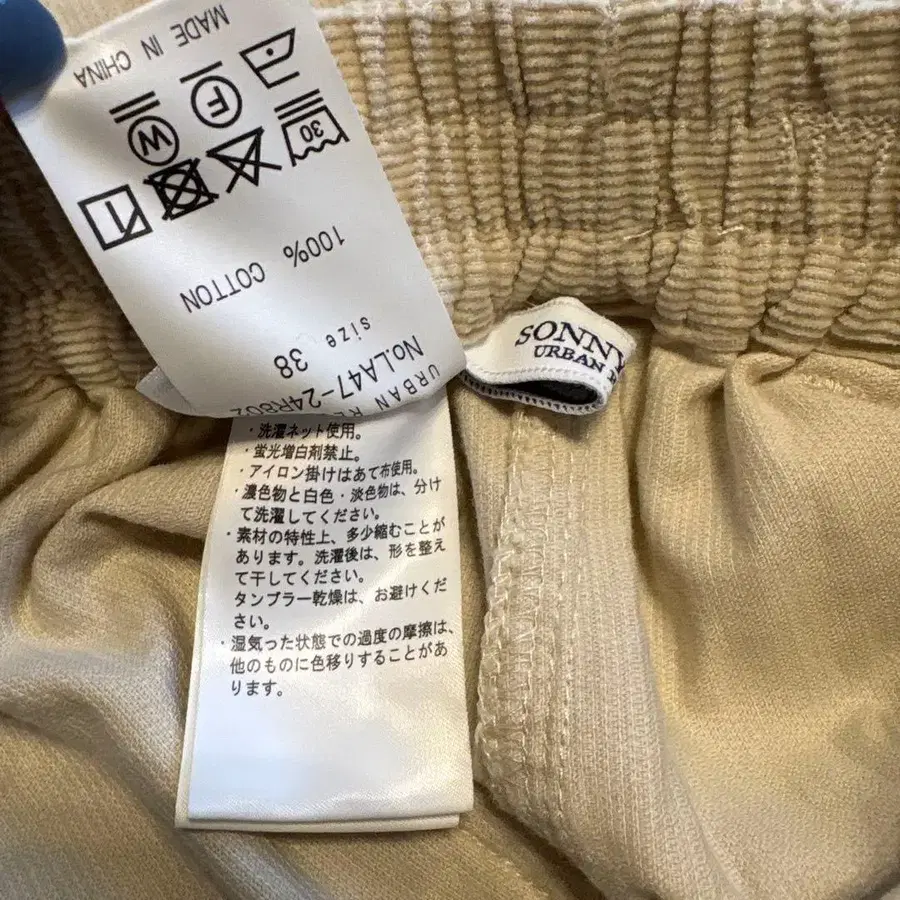 URBAN RE
No.LA47-24R802
size 38
100% COTTON
30
F
W
MADE IN CHINA
SONNY
URBAN
・洗濯ネット使用。
・蛍光増白剤禁止。
・アイロン掛けはあて布使用。
・濃色物と白色・淡色物は、分け
て洗濯してください。
・素材の特性上、多少縮むことが
あります。洗濯後は、形を整え
て干してください。
タンブラー乾燥は、お避けくだ
さい。
・湿気った状態での過度の摩擦は、
他のものに色移りすることがあ
ります。